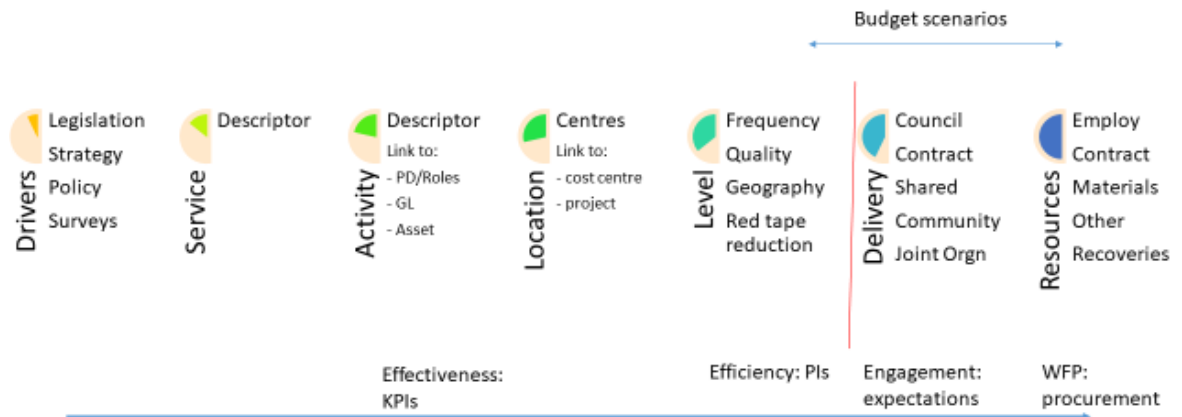 Budget scenarios
Drivers
Legislation
Strategy
Policy
Surveys
Service
Descriptor
Activity
Descriptor
Link to:
- PD/Roles
- GL
- Asset
Location
Centres
Link to:
- cost centre
- project
Level
Frequency
Quality
Geography
Red tape
reduction
Delivery
Council
Contract
Shared
Community
Joint Orgn
Resources
Employ
Contract
Materials
Other
Recoveries
Effectiveness:
KPIs
Efficiency: PIs
Engagement:
expectations
WFP:
procurement